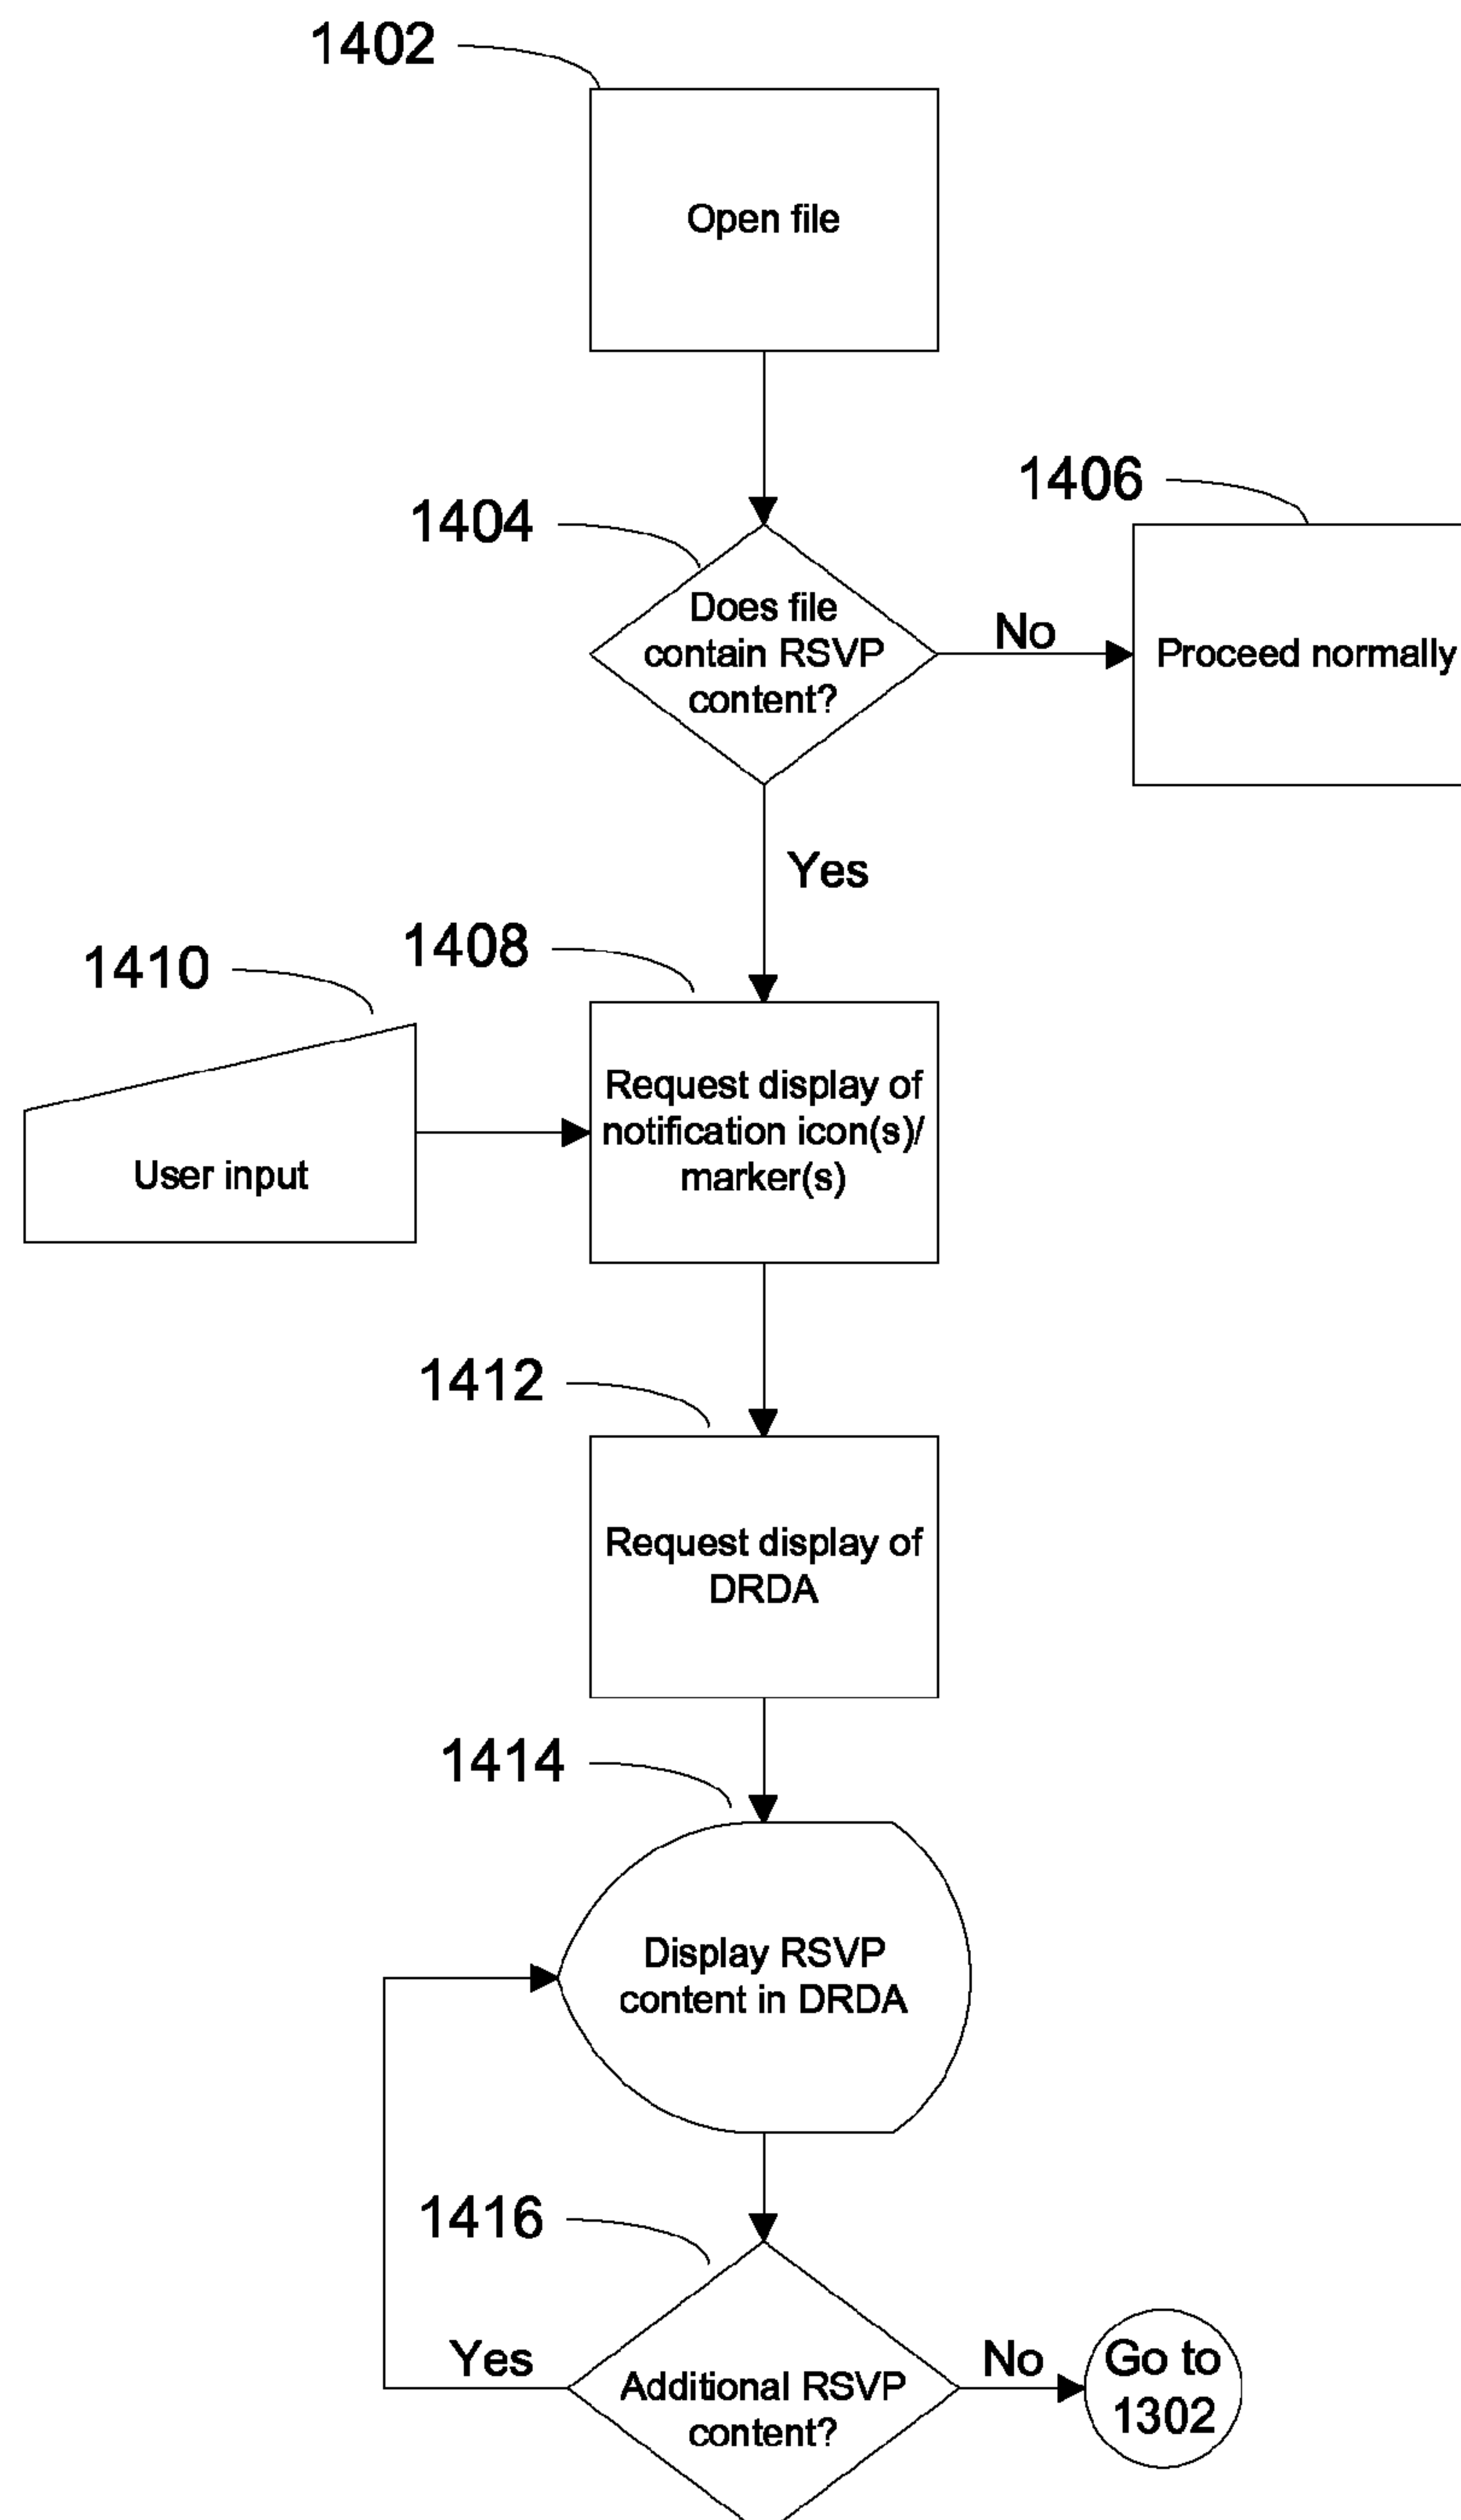 1402
Open file
1404
1406
Does file
contain RSVP
content?
No
Proceed normally
Yes
1408
1410
Request display of
notification icon(s)/
marker(s)
User input
1412
Request display of
DRDA
1414
Display RSVP
content in DRDA
1416
Yes
Additional RSVP
content?
No
Go to
1302